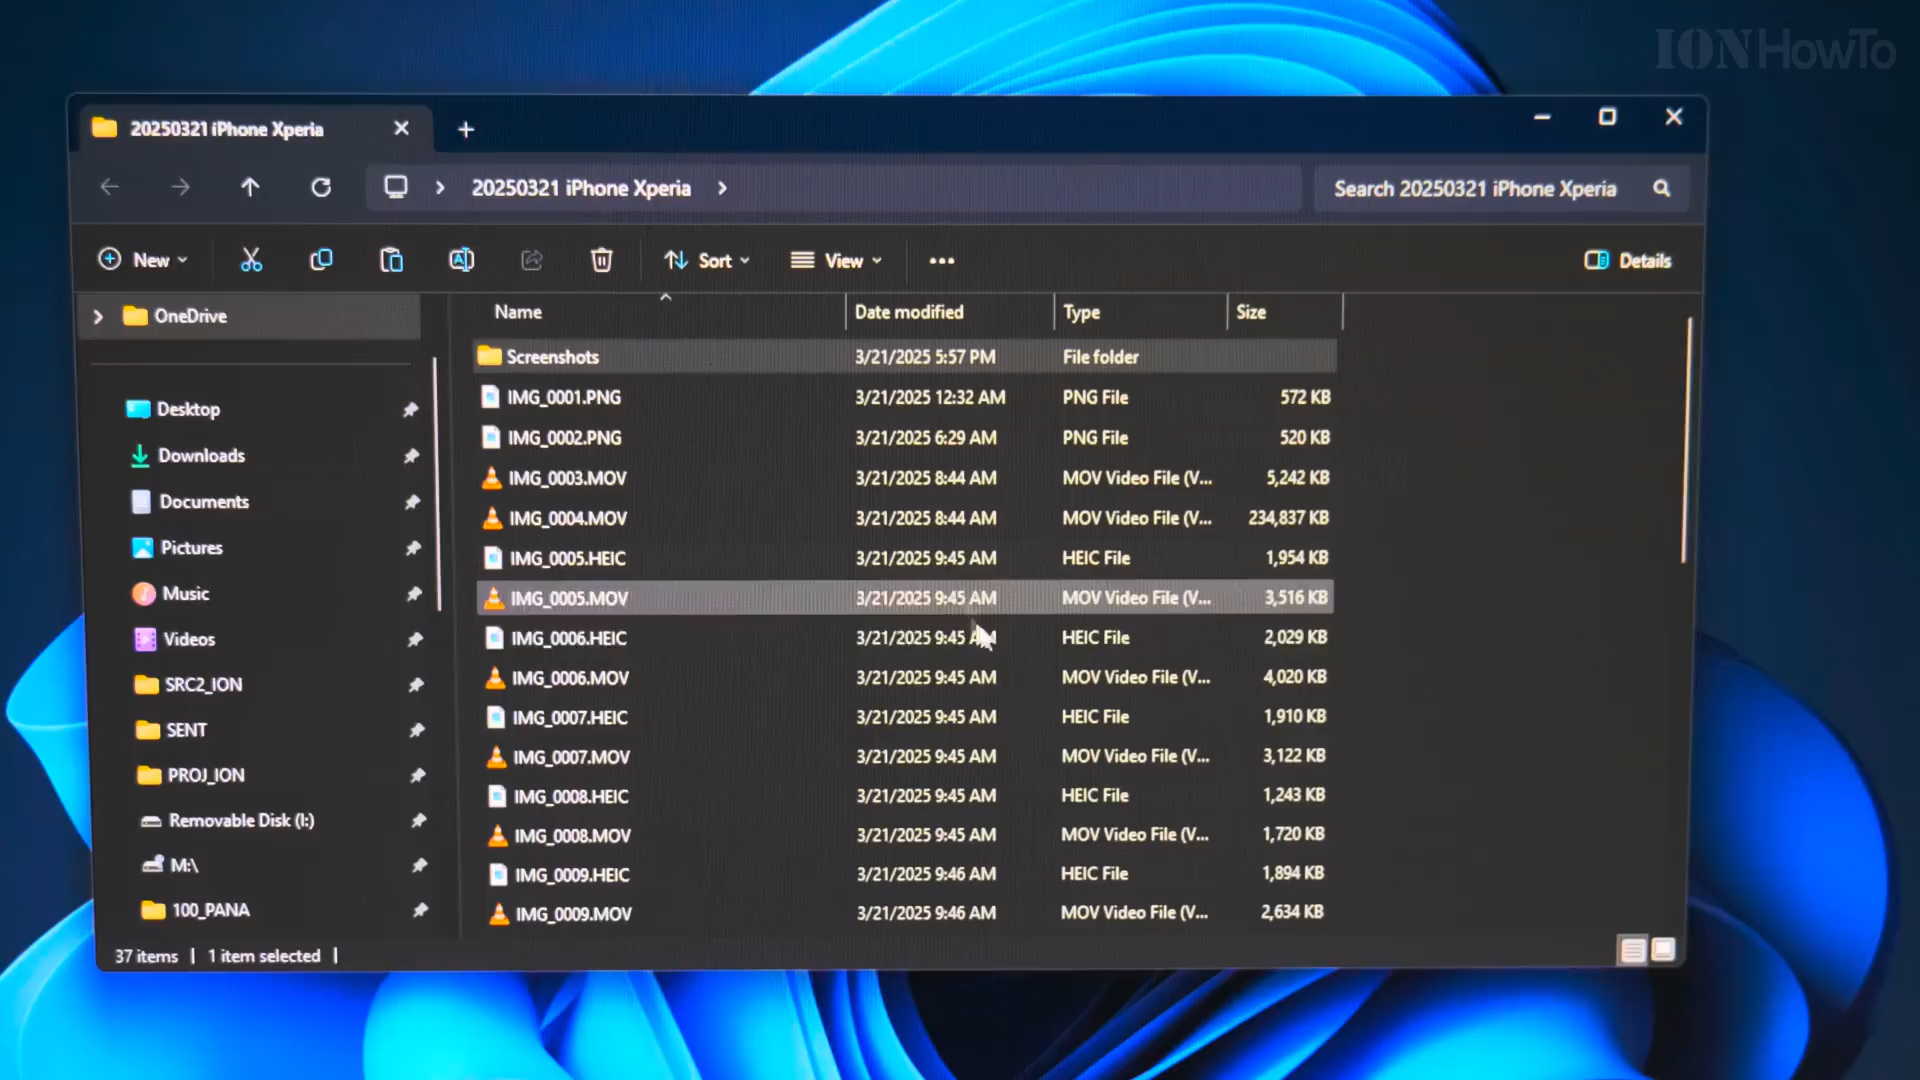 ION HowTo
20250321 iPhone Xperia
20250321 iPhone Xperia
Search 20250321 iPhone Xperia
New
Sort
View
Details
OneDrive
Desktop
Downloads
Documents
Pictures
Music
Videos
SRC2_ION
SENT
PROJ_ION
Removable Disk (I:)
M:\
100_PANA
Name Date modified Type Size
Screenshots 3/21/2025 5:57 PM File folder
IMG_0001.PNG 3/21/2025 12:32 AM PNG File 572 KB
IMG_0002.PNG 3/21/2025 6:29 AM PNG File 520 KB
IMG_0003.MOV 3/21/2025 8:44 AM MOV Video File (V... 5,242 KB
IMG_0004.MOV 3/21/2025 8:44 AM MOV Video File (V... 234,837 KB
IMG_0005.HEIC 3/21/2025 9:45 AM HEIC File 1,954 KB
IMG_0005.MOV 3/21/2025 9:45 AM MOV Video File (V... 3,516 KB
IMG_0006.HEIC 3/21/2025 9:45 AM HEIC File 2,029 KB
IMG_0006.MOV 3/21/2025 9:45 AM MOV Video File (V... 4,020 KB
IMG_0007.HEIC 3/21/2025 9:45 AM HEIC File 1,910 KB
IMG_0007.MOV 3/21/2025 9:45 AM MOV Video File (V... 3,122 KB
IMG_0008.HEIC 3/21/2025 9:45 AM HEIC File 1,243 KB
IMG_0008.MOV 3/21/2025 9:45 AM MOV Video File (V... 1,720 KB
IMG_0009.HEIC 3/21/2025 9:46 AM HEIC File 1,894 KB
IMG_0009.MOV 3/21/2025 9:46 AM MOV Video File (V... 2,634 KB
37 items | 1 item selected |